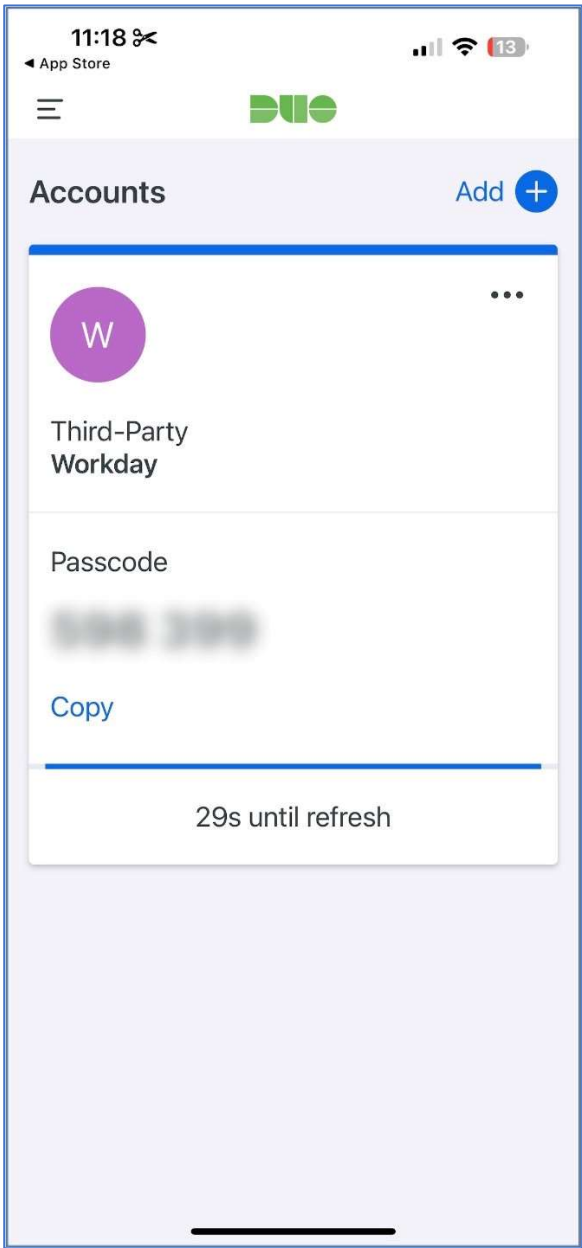 11:18
App Store
13
DUO
Accounts
Add
W
Third-Party
Workday
Passcode
Copy
29s until refresh